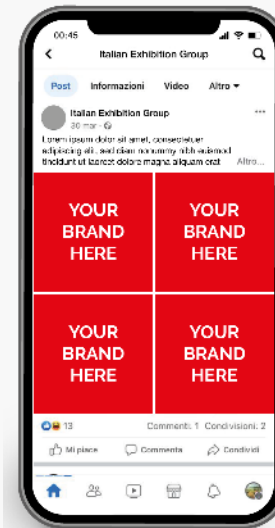 00:45
Italian Exhibition Group
Post Informazioni Video Altro
Italian Exhibition Group
30 mar
Lorem ipsum dolor sit amet, consectetuer
adipiscing elit, sed diam nonummy nibh euismod
tincidunt ut laoreet dolore magna aliquam erat Altro...
YOUR
BRAND
HERE
YOUR
BRAND
HERE
YOUR
BRAND
HERE
YOUR
BRAND
HERE
13 Commenti: 1 Condivisioni: 2
Mi piace Commenta Condividi